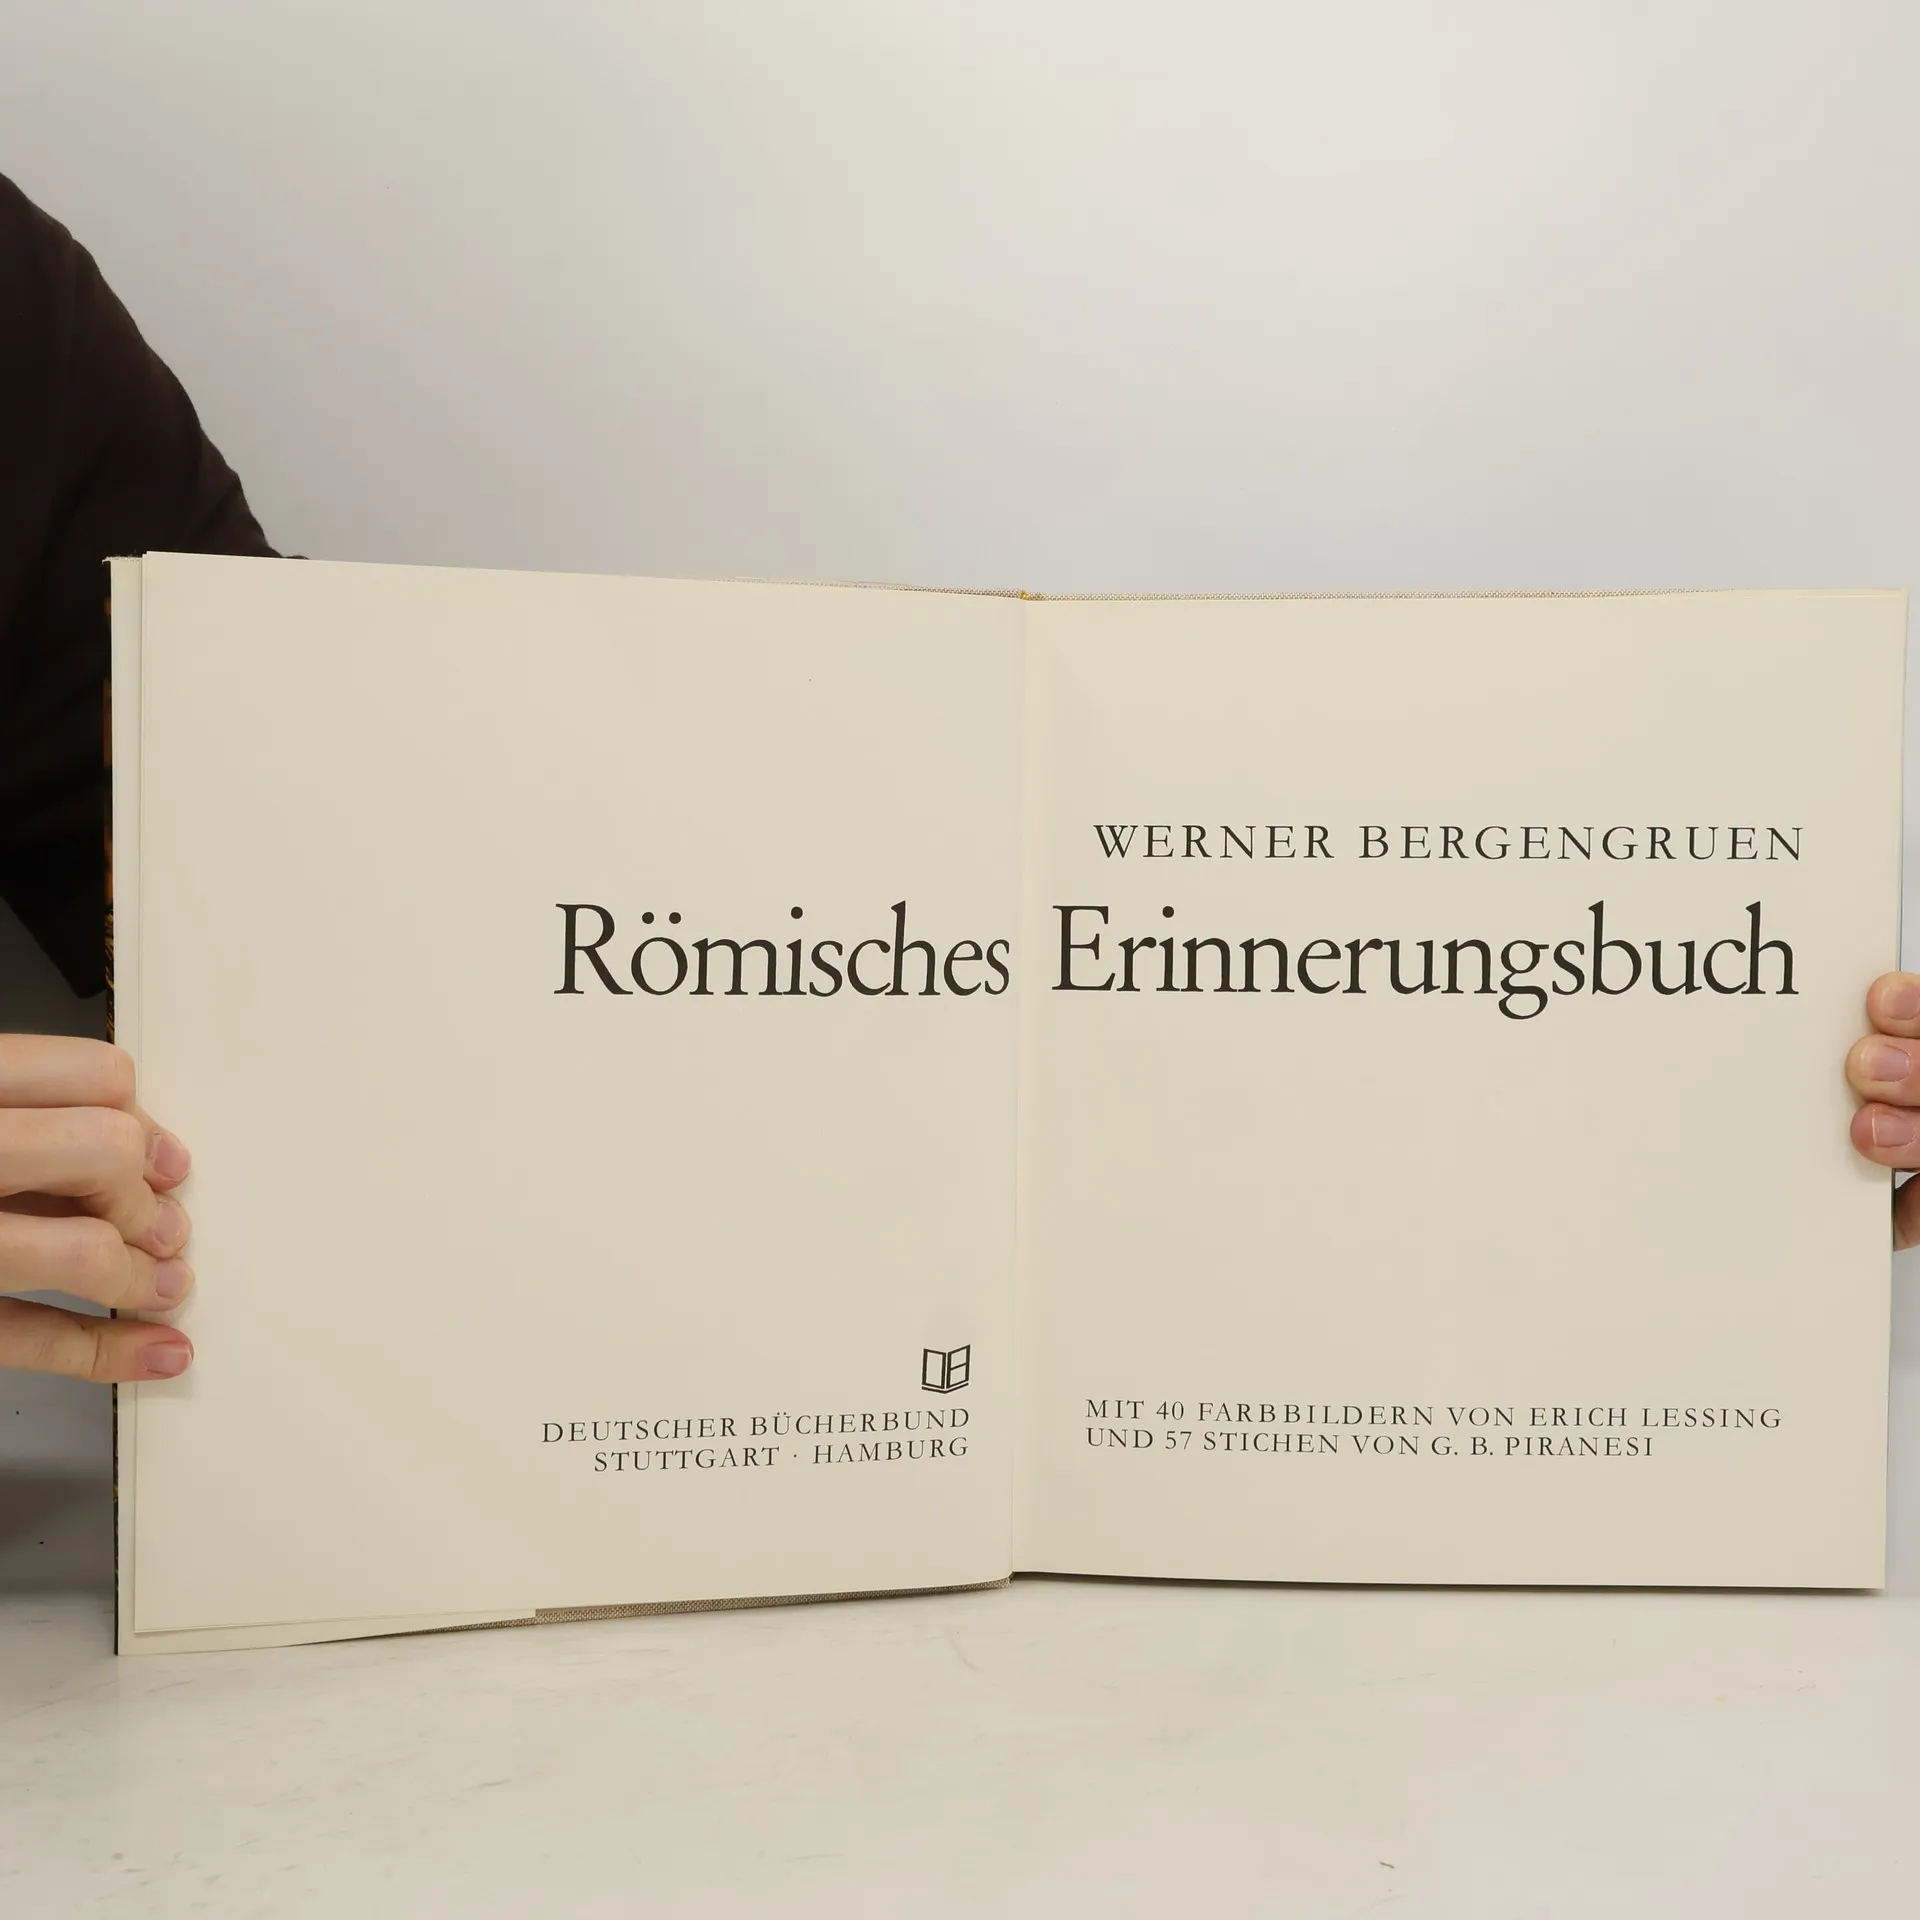 WERNER BERGENGRUEN
Römisches Erinnerungsbuch
DEUTSCHER BÜCHERBUND
STUTTGART · HAMBURG
MIT 40 FARBBILDERN VON ERICH LESSING
UND 57 STICHEN VON G. B. PIRANESI